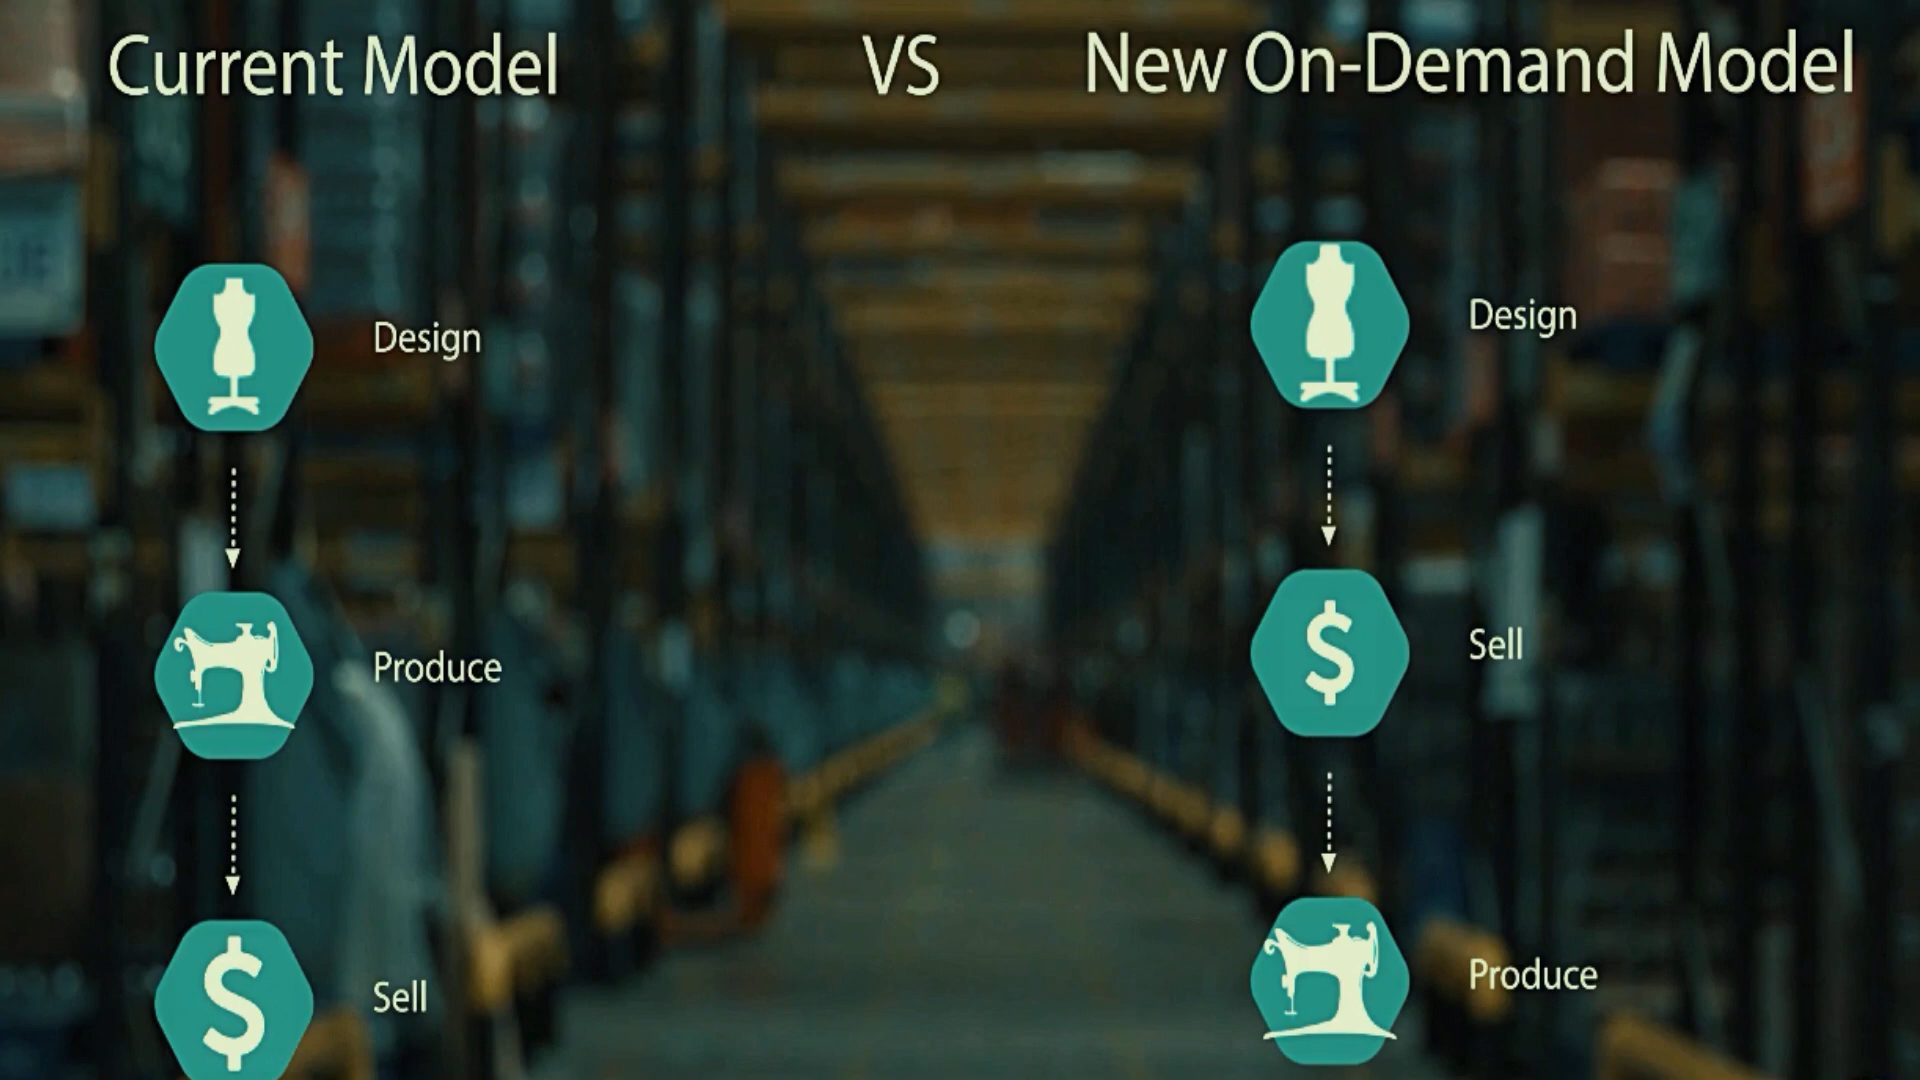 Current Model VS New On-Demand Model
Design
Produce
Sell
Design
Sell
Produce